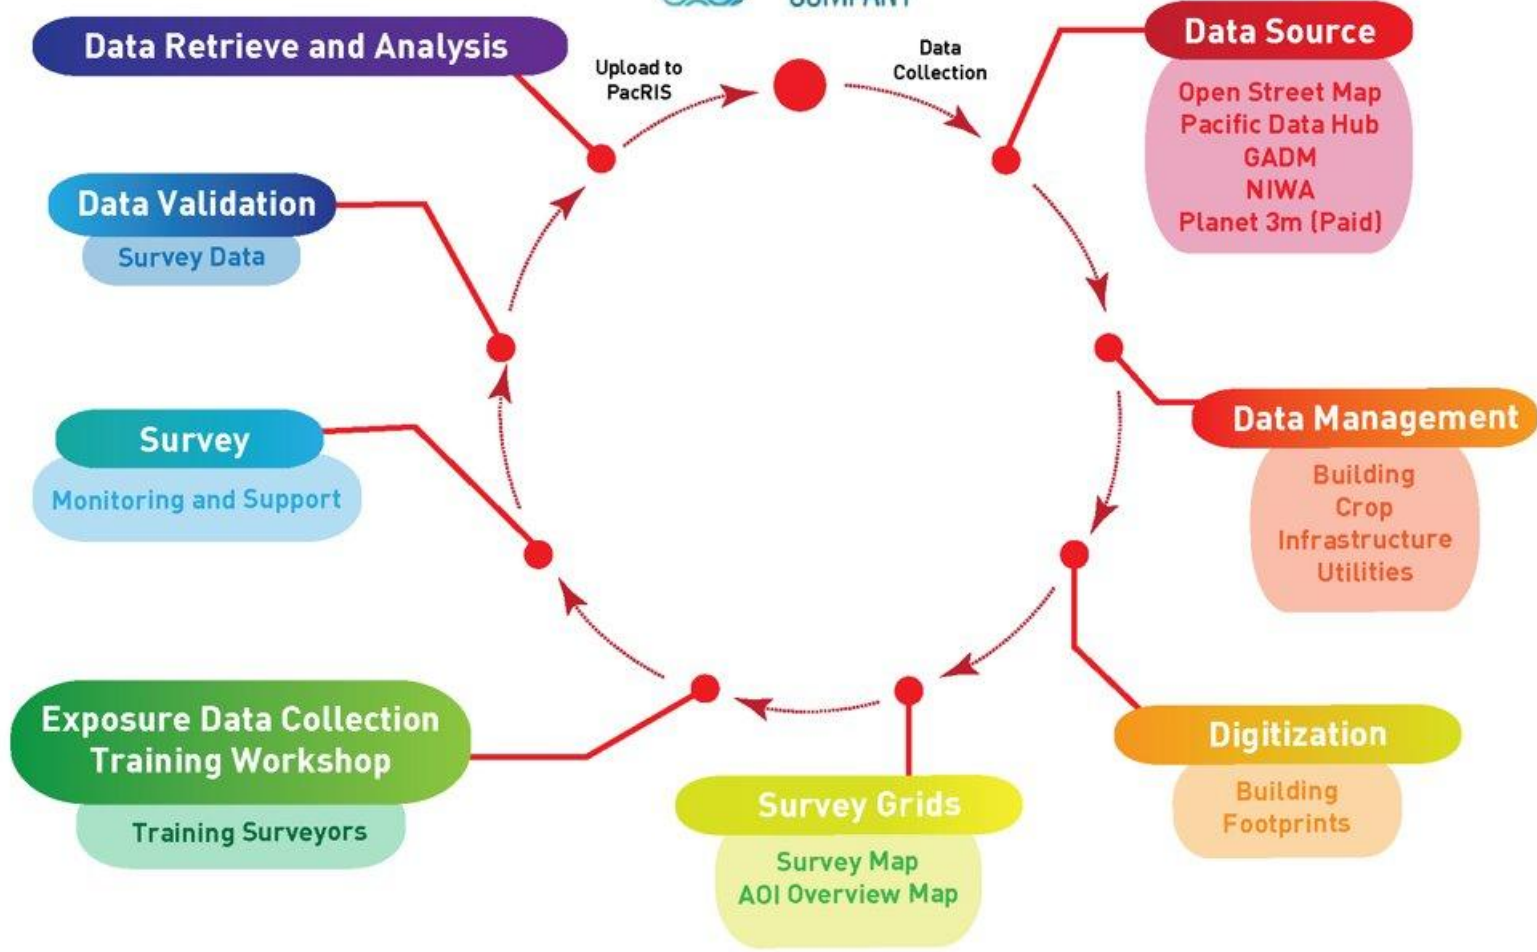 COMPANY
Data Retrieve and Analysis
Upload to
PacRIS
Data
Collection
Data Source
Open Street Map
Pacific Data Hub
GADM
NIWA
Planet 3m (Paid)
Data Validation
Survey Data
Data Management
Building
Crop
Infrastructure
Utilities
Survey
Monitoring and Support
Digitization
Building
Footprints
Exposure Data Collection
Training Workshop
Training Surveyors
Survey Grids
Survey Map
AOI Overview Map